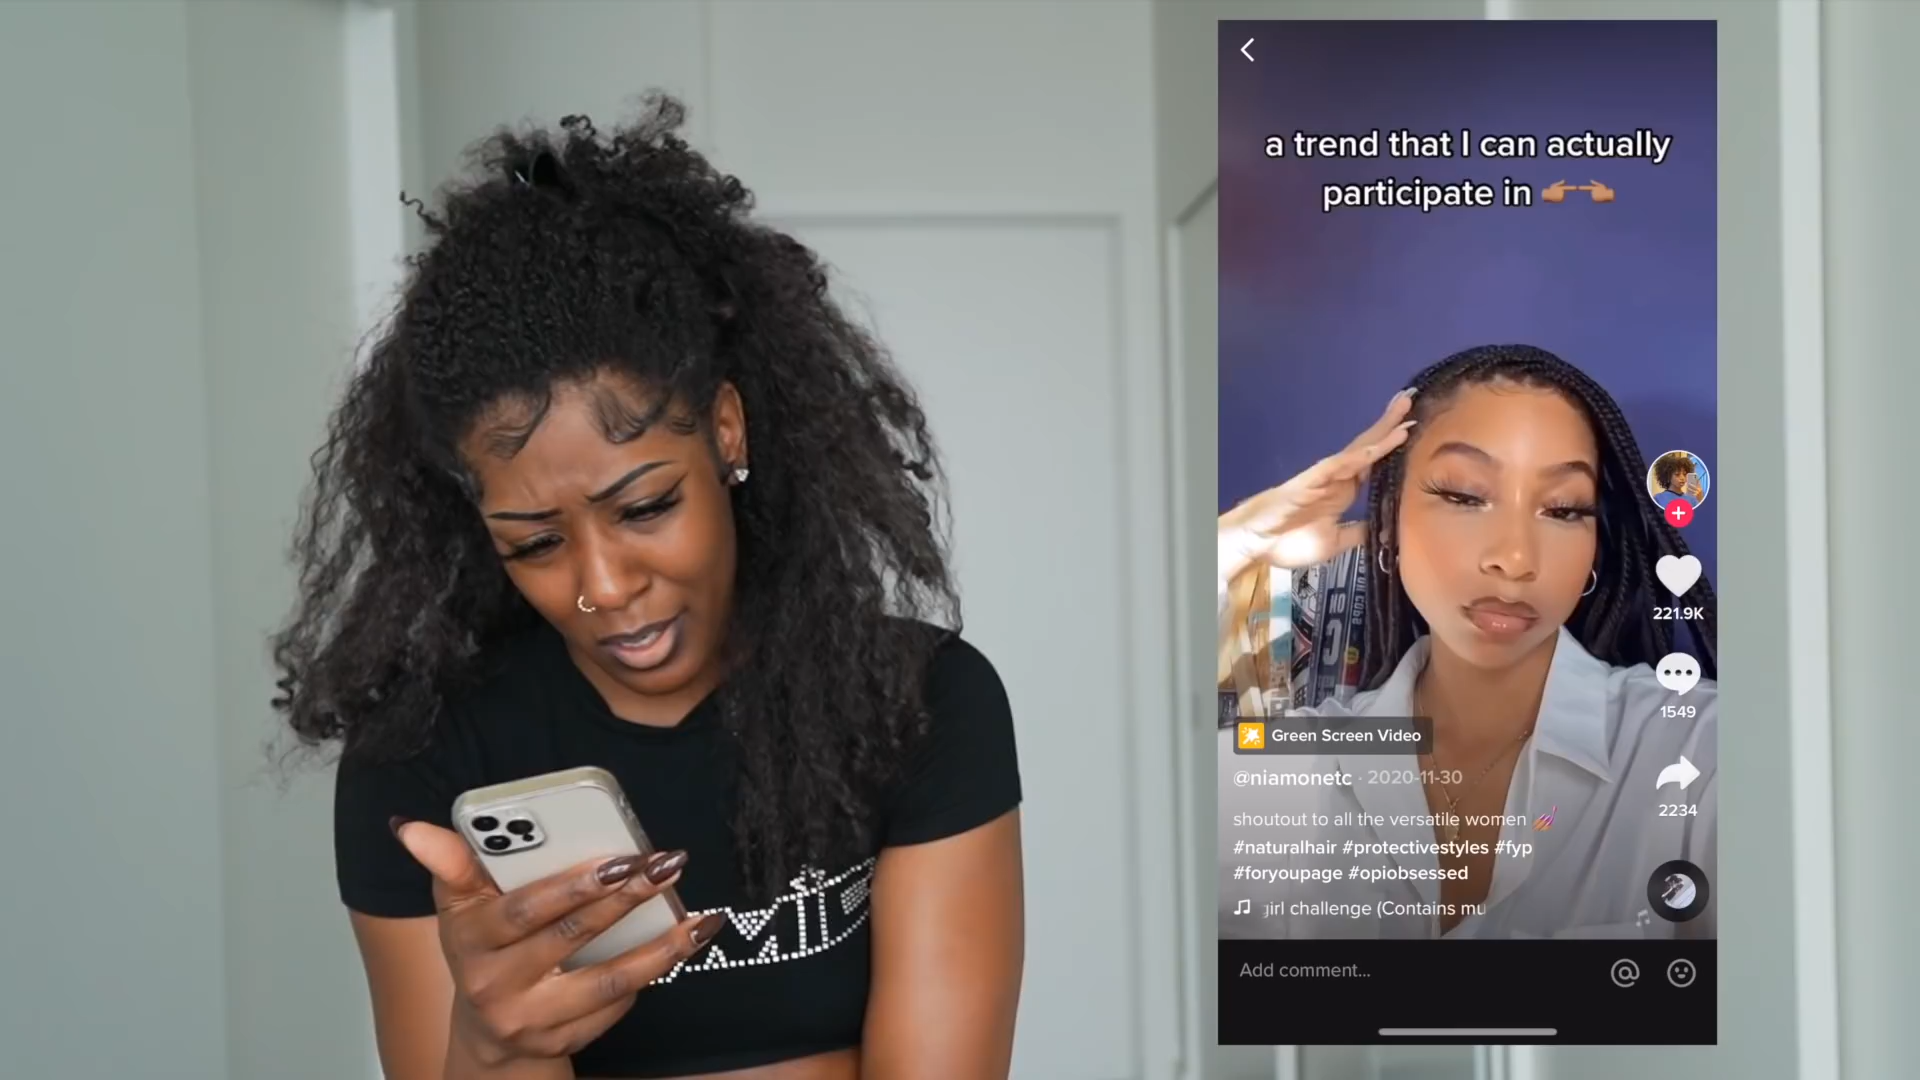 a trend that I can actually
participate in 👉🏽👈🏽
221.9K
1549
2234
Green Screen Video
@niamonetc · 2020-11-30
shoutout to all the versatile women 💅🏽
#naturalhair #protectivestyles #fyp
#foryoupage #opiobsessed
girl challenge (Contains mu
Add comment...